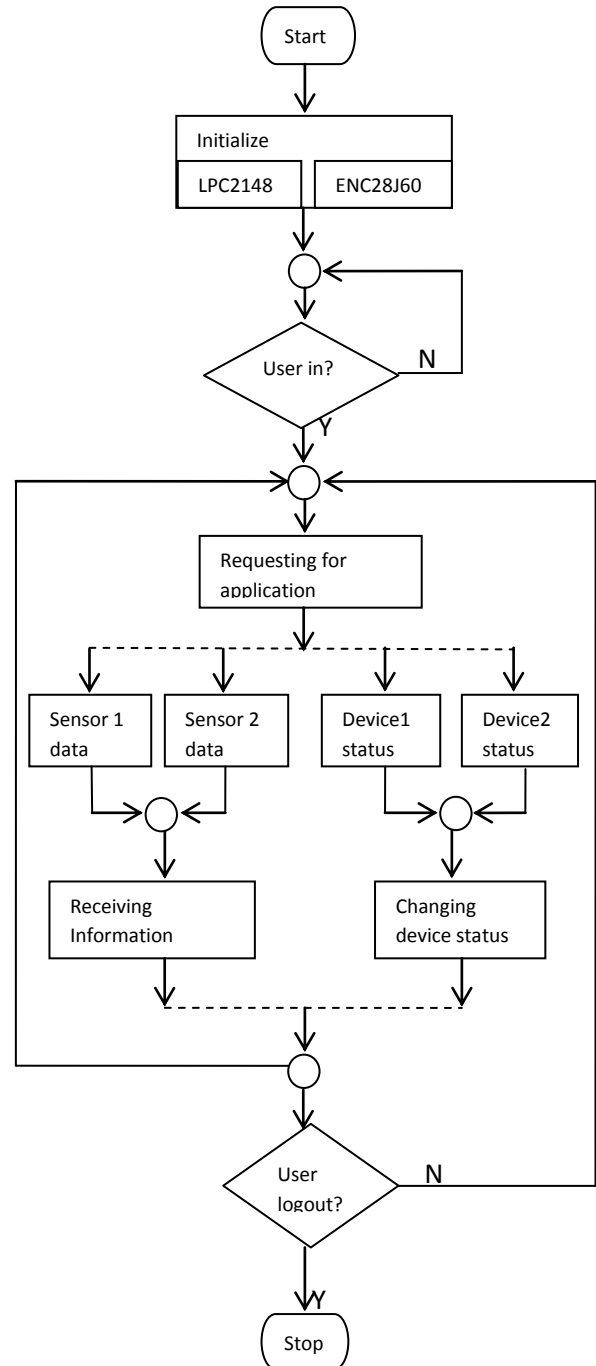 Start
Initialize
LPC2148
ENC28J60
User in?
N
Y
Requesting for
application
Sensor 1
data
Sensor 2
data
Device1
status
Device2
status
Receiving
Information
Changing
device status
User
logout?
N
Y
Stop